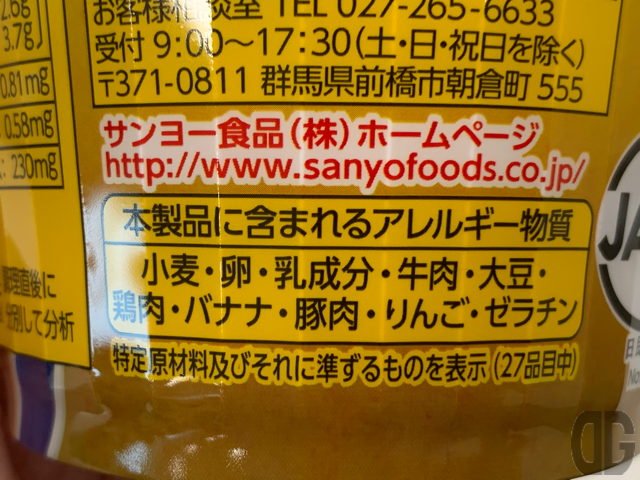 2.6g
3.7g
0.81mg
0.58mg
230mg
お客様相談室 TEL 027-265-6633
受付 9:00〜17:30(土・日・祝日を除く)
〒371-0811 群馬県前橋市朝倉町 555
サンヨー食品(株)ホームページ
http://www.sanyofoods.co.jp/
本製品に含まれるアレルギー物質
小麦・卵・乳成分・牛肉・大豆・
鶏肉・バナナ・豚肉・りんご・ゼラチン
特定原材料及びそれに準ずるものを表示(27品目中)
調理直後に
分別して分析
JA
DG